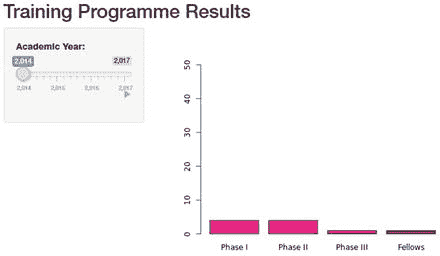 Training Programme Results
Academic Year:
2,014 2,017
2,014 2,015 2,016 2,017
50
40
30
20
10
0
Phase I Phase II Phase III Fellows